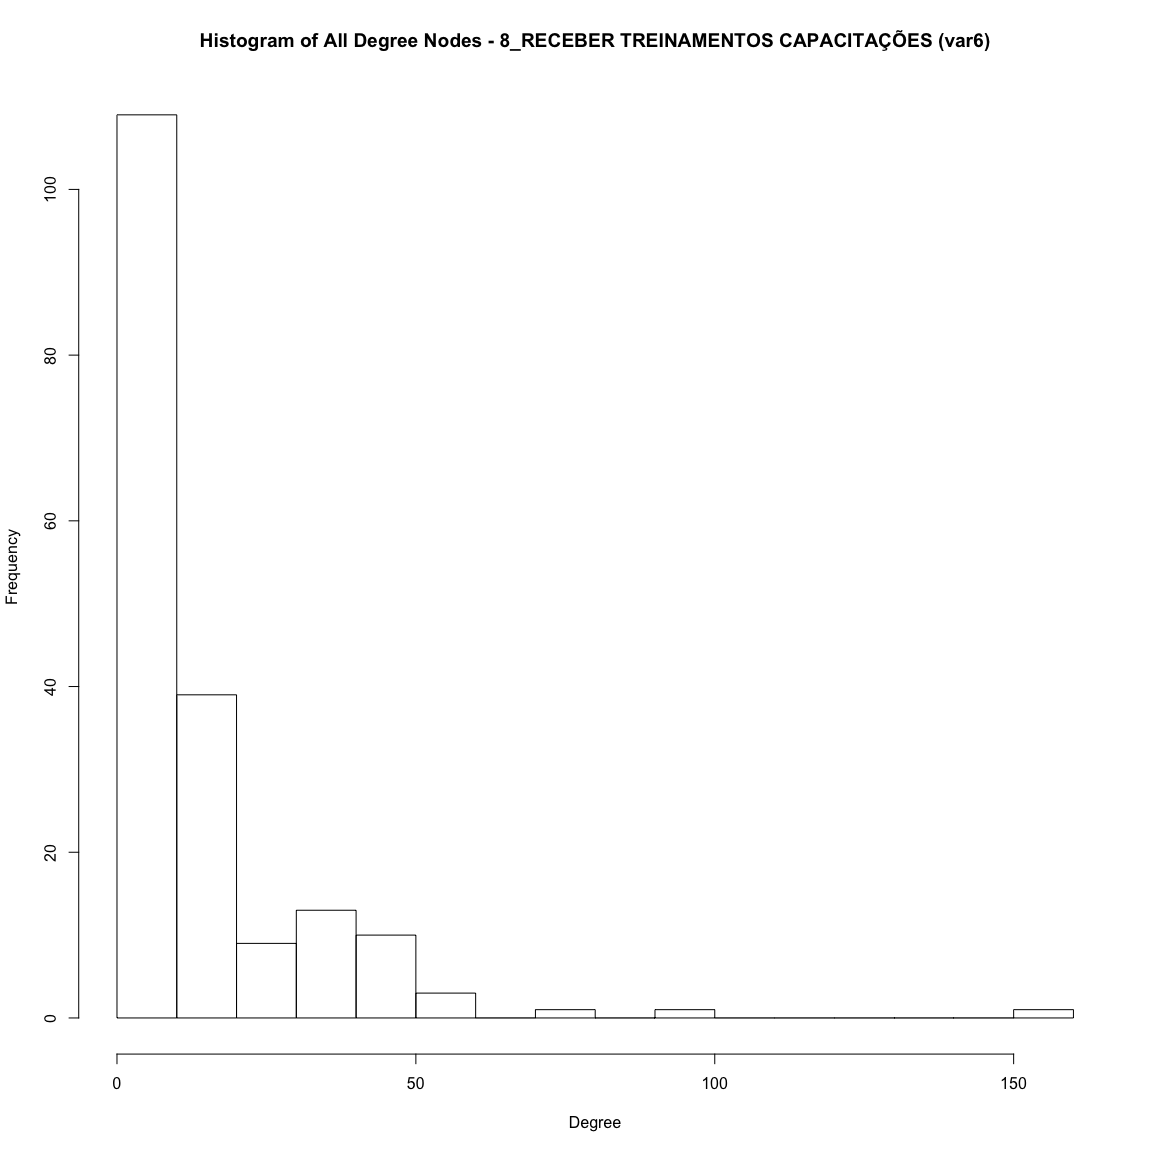 Histogram of All Degree Nodes - 8_RECEBER TREINAMENTOS CAPACITAÇÕES (var6)
Frequency
100
80
60
40
20
0
0 50 100 150
Degree